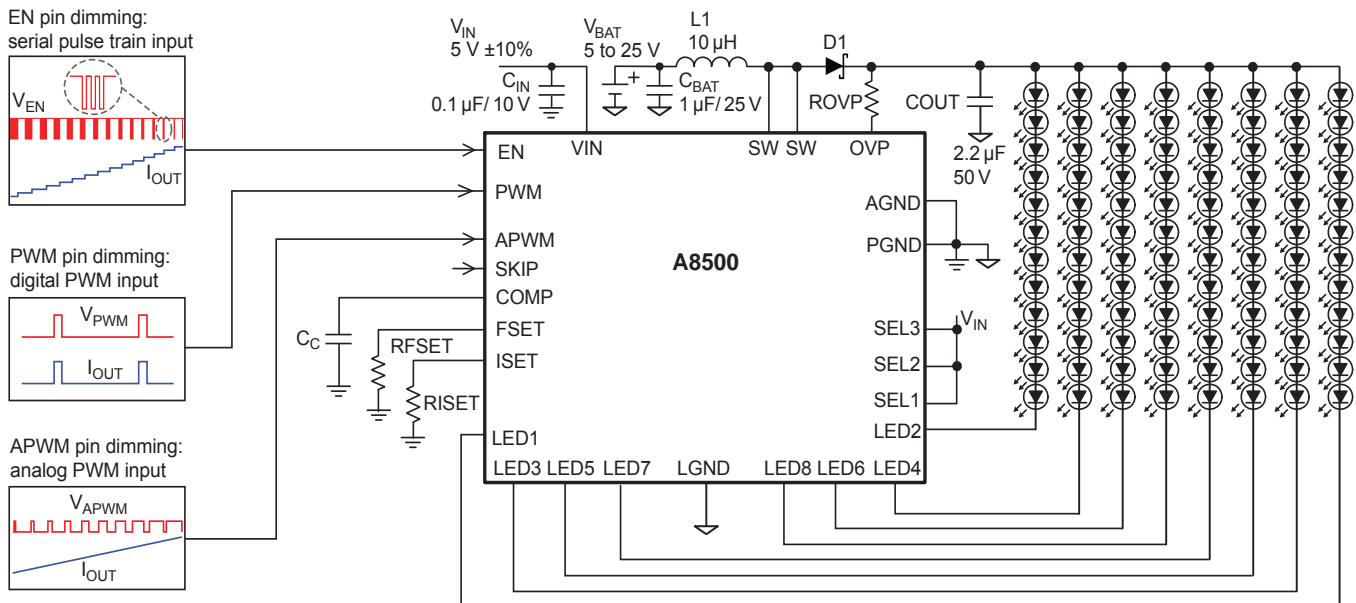 EN pin dimming:
serial pulse train input
VEN
IOUT
PWM pin dimming:
digital PWM input
VPWM
IOUT
APWM pin dimming:
analog PWM input
VAPWM
IOUT
VIN
5 V ±10%
CIN
0.1 µF/ 10 V
VBAT
5 to 25 V
+
CBAT
1 µF/ 25 V
L1
10 µH
D1
ROVP
COUT
2.2 µF
50 V
EN
PWM
APWM
SKIP
COMP
FSET
ISET
LED1
VIN
SW
SW
OVP
AGND
PGND
A8500
SEL3
SEL2
SEL1
LED2
VIN
CC
RFSET
RISET
LED3
LED5
LED7
LGND
LED8
LED6
LED4